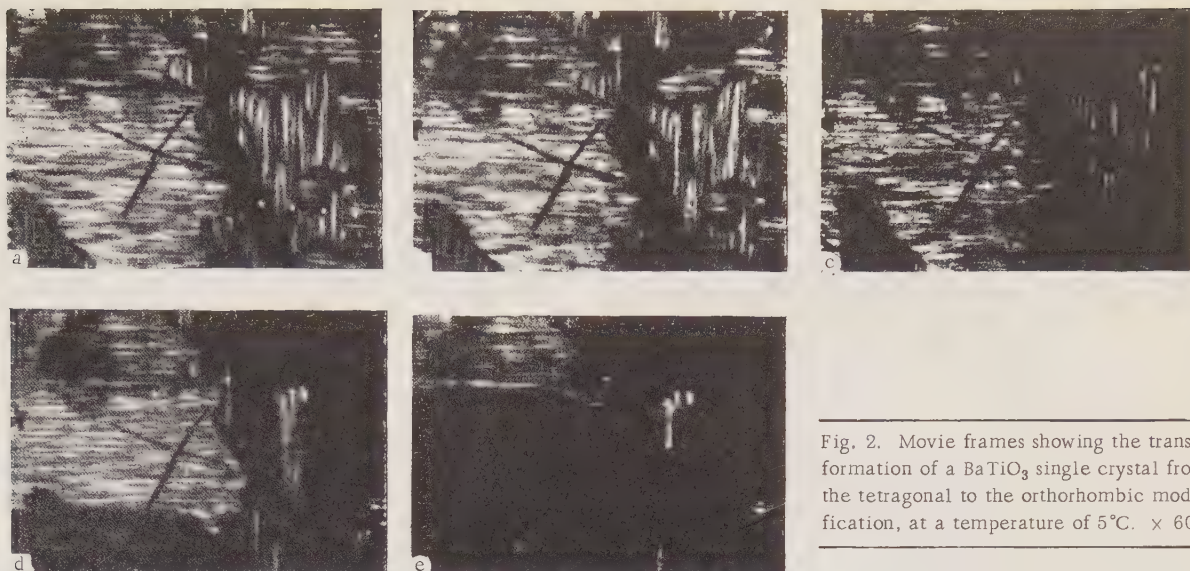 a
b
c
d
e
Fig. 2. Movie frames showing the trans
formation of a BaTiO₃ single crystal fro
the tetragonal to the orthorhombic mod
fication, at a temperature of 5°C. × 60